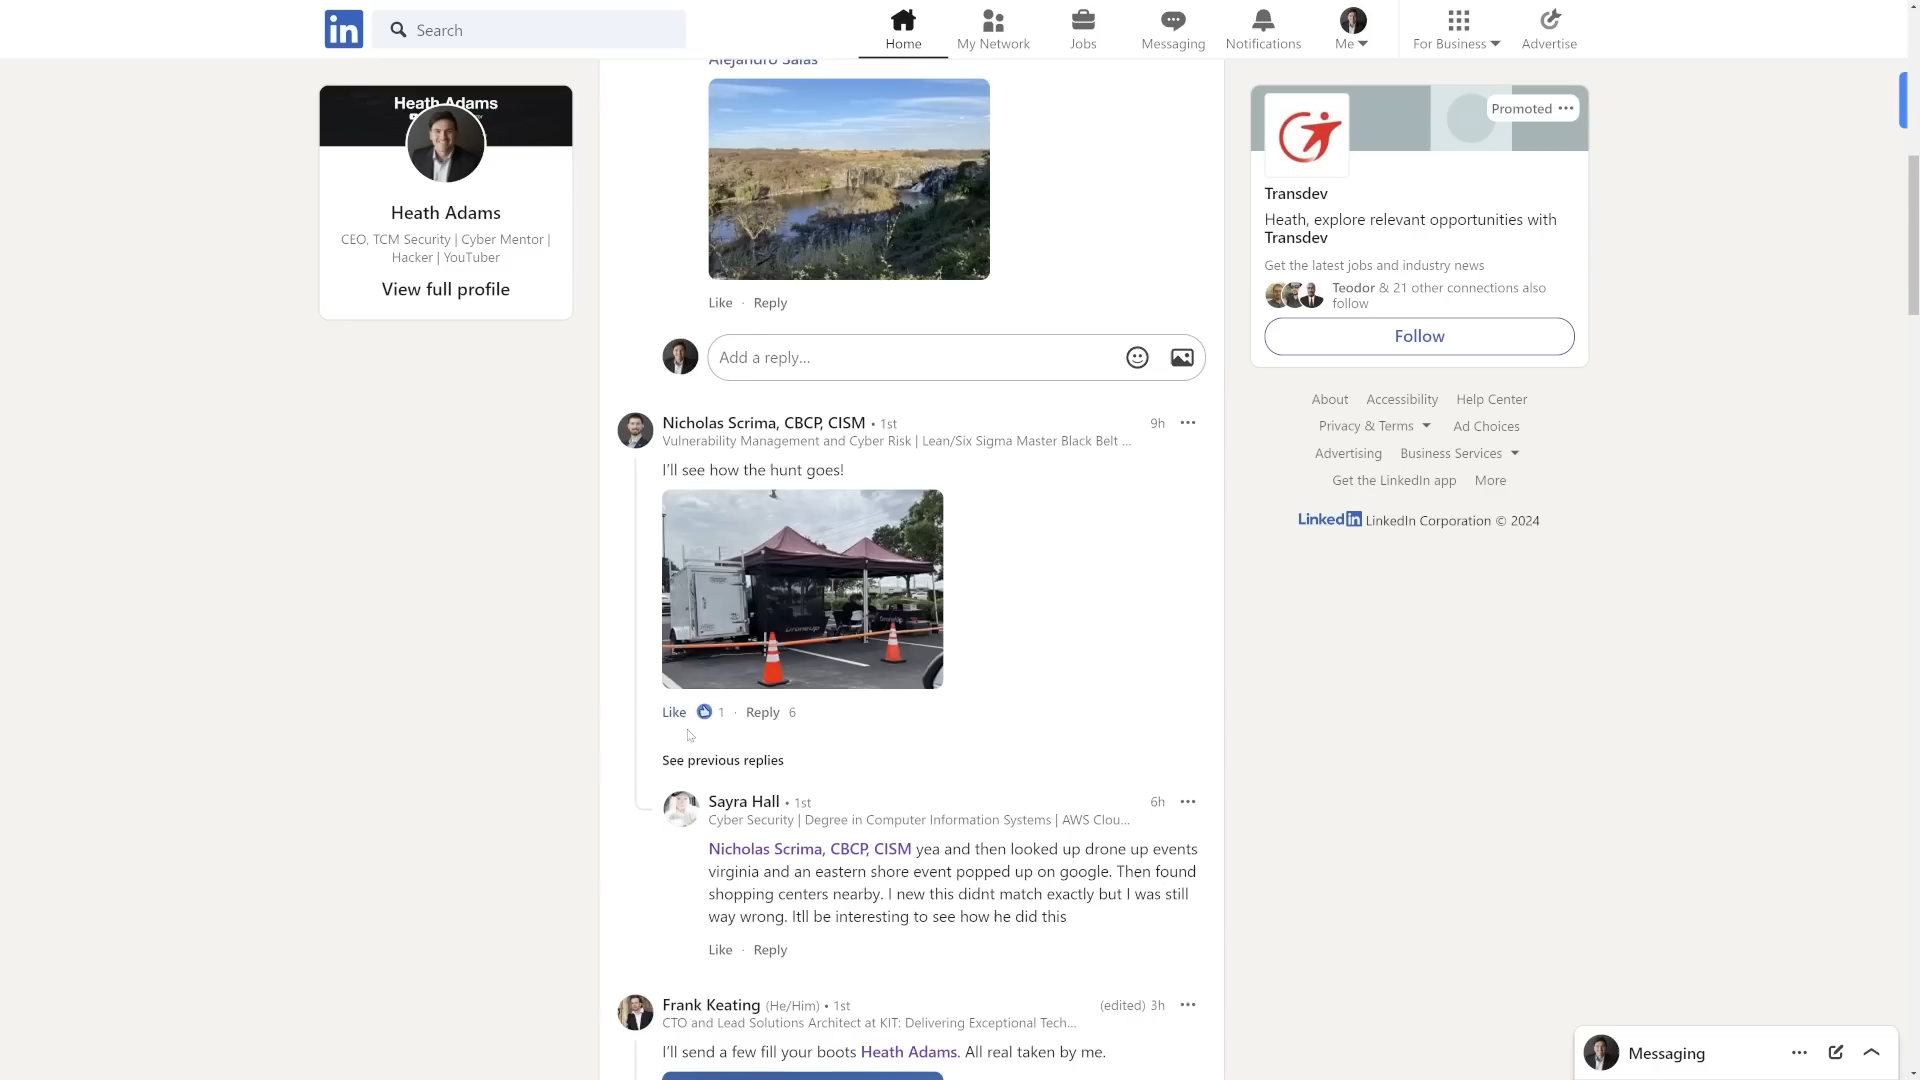 in
Search
Home
My Network
Jobs
Messaging
Notifications
Me
For Business
Advertise
Heath Adams
Heath Adams
CEO, TCM Security | Cyber Mentor |
Hacker | YouTuber
View full profile
Alejandro Salas
Like · Reply
Add a reply...
Nicholas Scrima, CBCP, CISM • 1st
9h
Vulnerability Management and Cyber Risk | Lean/Six Sigma Master Black Belt ...
I'll see how the hunt goes!
DroneUp
DroneUp
Like 1 · Reply 6
See previous replies
Sayra Hall • 1st
6h
Cyber Security | Degree in Computer Information Systems | AWS Clou...
Nicholas Scrima, CBCP, CISM yea and then looked up drone up events
virginia and an eastern shore event popped up on google. Then found
shopping centers nearby. I new this didnt match exactly but I was still
way wrong. Itll be interesting to see how he did this
Like · Reply
Frank Keating (He/Him) • 1st
(edited) 3h
CTO and Lead Solutions Architect at KIT: Delivering Exceptional Tech...
I'll send a few fill your boots Heath Adams. All real taken by me.
Promoted
Transdev
Heath, explore relevant opportunities with
Transdev
Get the latest jobs and industry news
Teodor & 21 other connections also
follow
Follow
About Accessibility Help Center
Privacy & Terms Ad Choices
Advertising Business Services
Get the LinkedIn app More
LinkedIn LinkedIn Corporation © 2024
Messaging